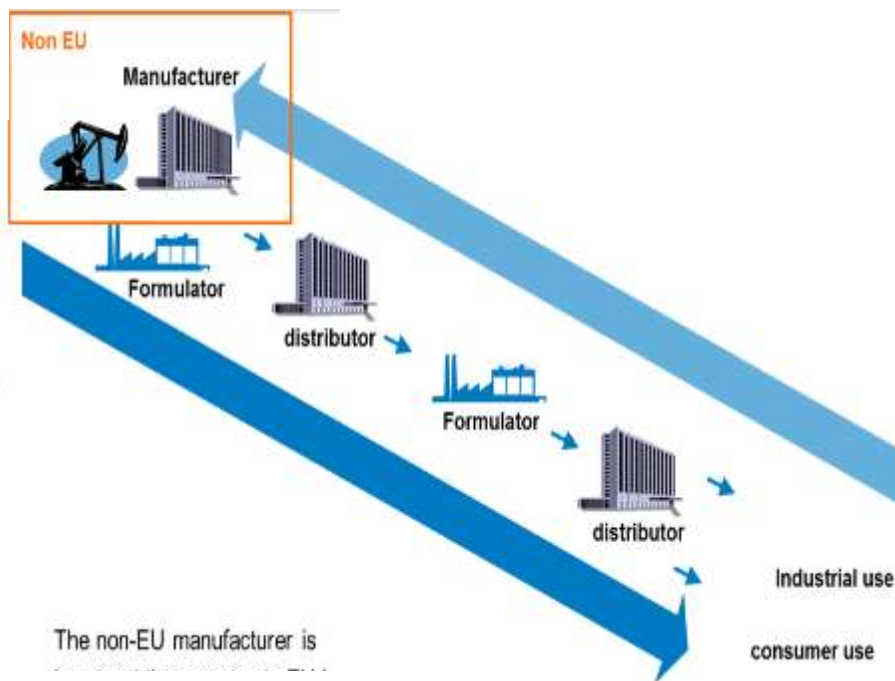 Non EU
Manufacturer
Formulator
distributor
Formulator
distributor
Industrial use
consumer use
The non-EU manufacturer is